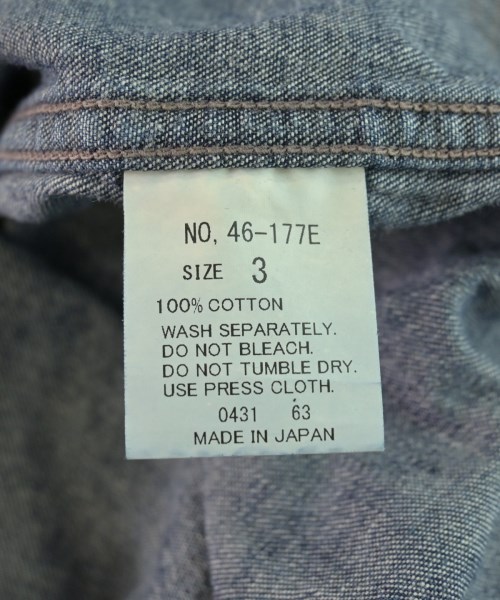 NO, 46-177E
SIZE 3
100% COTTON
WASH SEPARATELY.
DO NOT BLEACH.
DO NOT TUMBLE DRY.
USE PRESS CLOTH.
0431 63
MADE IN JAPAN